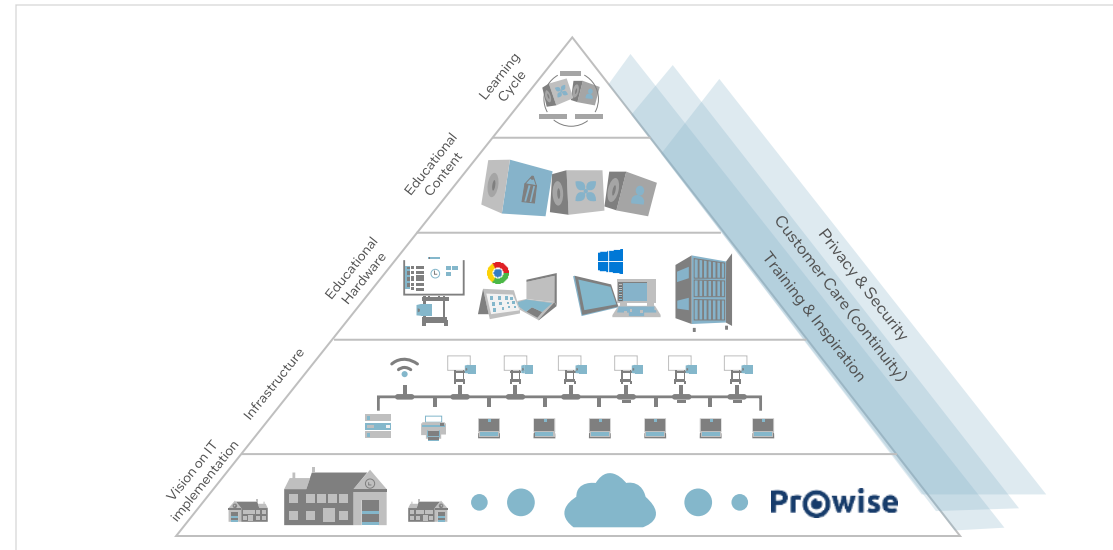 Learning
Cycle
Educational
Content
Educational
Hardware
Infrastructure
Vision on IT
implementation
Privacy & Security
Customer Care (continuity)
Training & Inspiration
Prowise